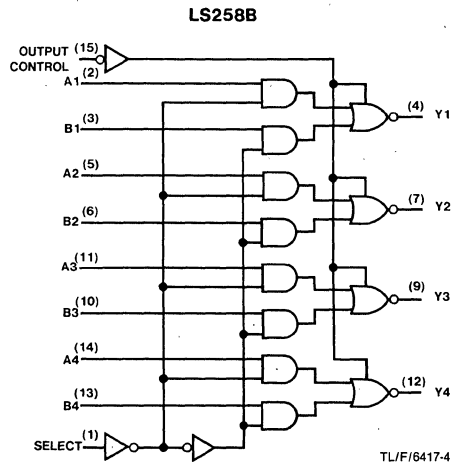 LS258B
OUTPUT CONTROL (15)
A1 (2)
B1 (3)
(4) Y1
A2 (5)
B2 (6)
(7) Y2
A3 (11)
B3 (10)
(9) Y3
A4 (14)
B4 (13)
(12) Y4
SELECT (1)
TL/F/6417-4